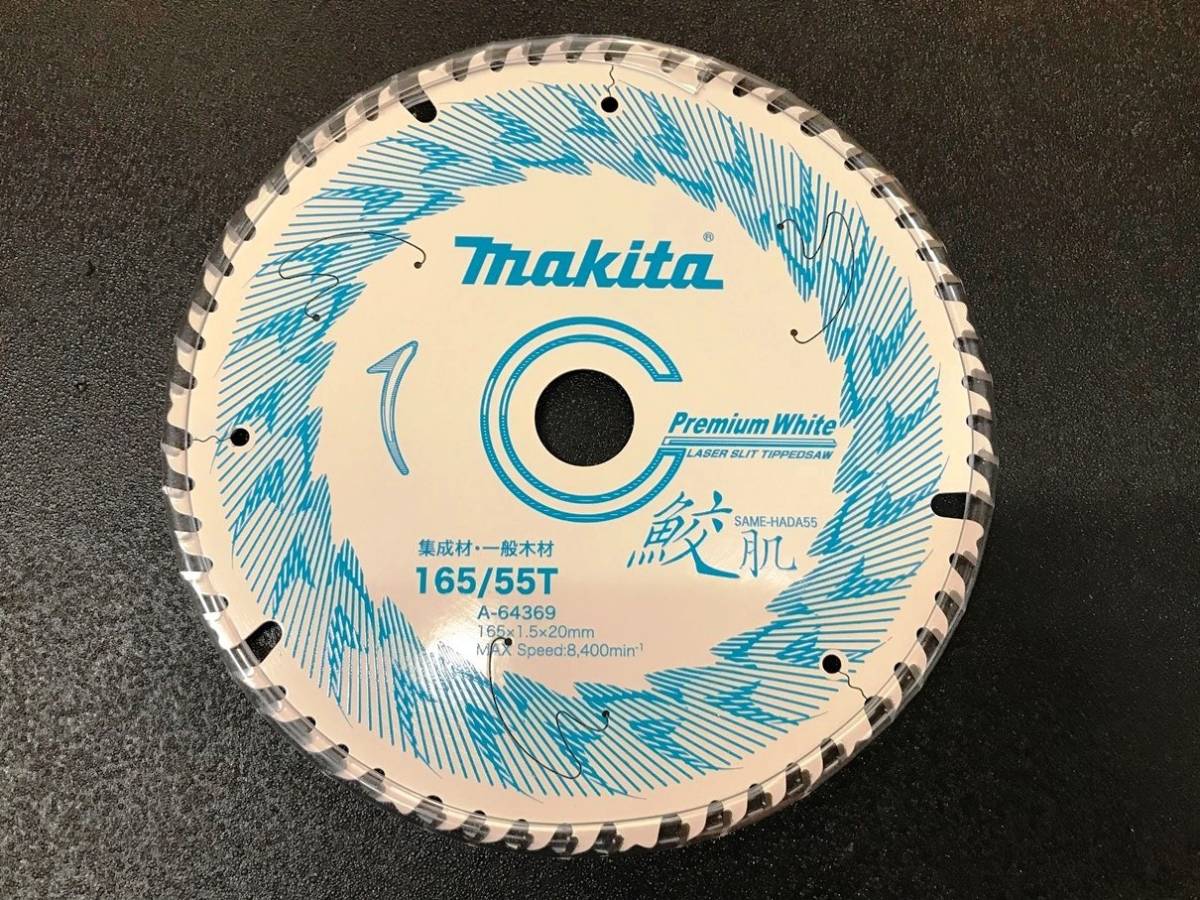 makita®
Premium White
LASER SLIT TIPPEDSAW
鮫肌
SAME-HADA55
集成材・一般木材
165/55T
A-64369
165×1.5×20mm
MAX Speed:8,400min⁻¹